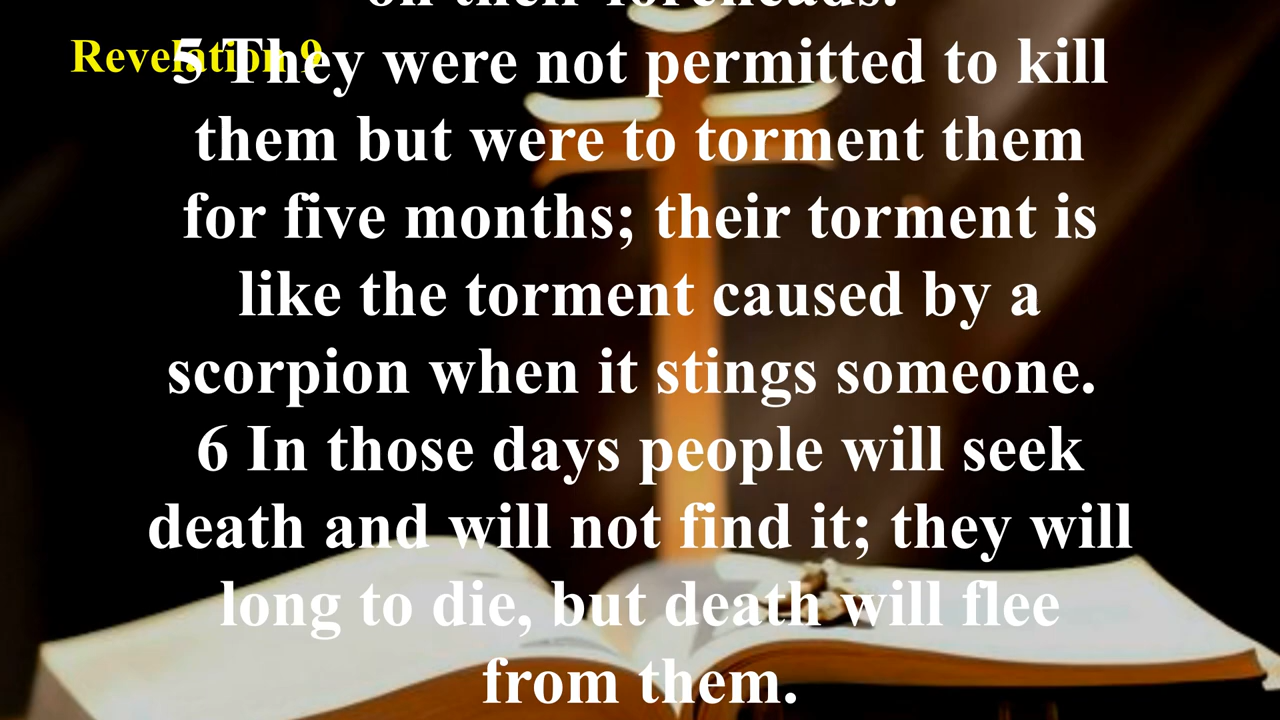 on their foreheads.
Revelation 9
5 They were not permitted to kill
them but were to torment them
for five months; their torment is
like the torment caused by a
scorpion when it stings someone.
6 In those days people will seek
death and will not find it; they will
long to die, but death will flee
from them.